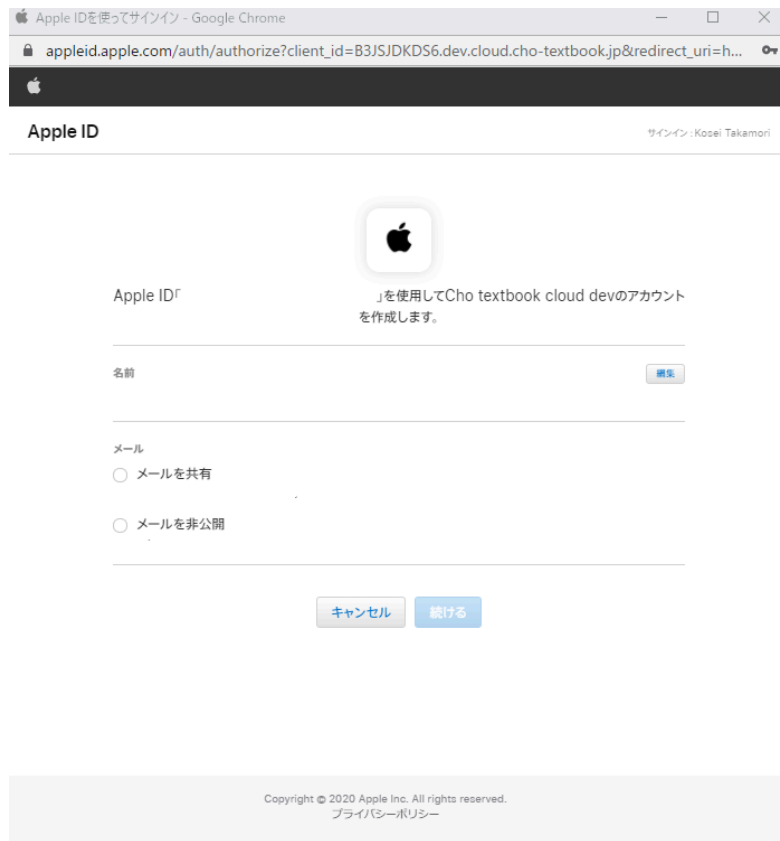 Apple IDを使ってサインイン - Google Chrome
appleid.apple.com/auth/authorize?client_id=B3JSJDKDS6.dev.cloud.cho-textbook.jp&redirect_uri=h...
Apple ID
サインイン : Kosei Takamori
Apple ID「 」を使用してCho textbook cloud devのアカウント
を作成します。
名前
編集
メール
メールを共有
メールを非公開
キャンセル
続ける
Copyright © 2020 Apple Inc. All rights reserved.
プライバシーポリシー